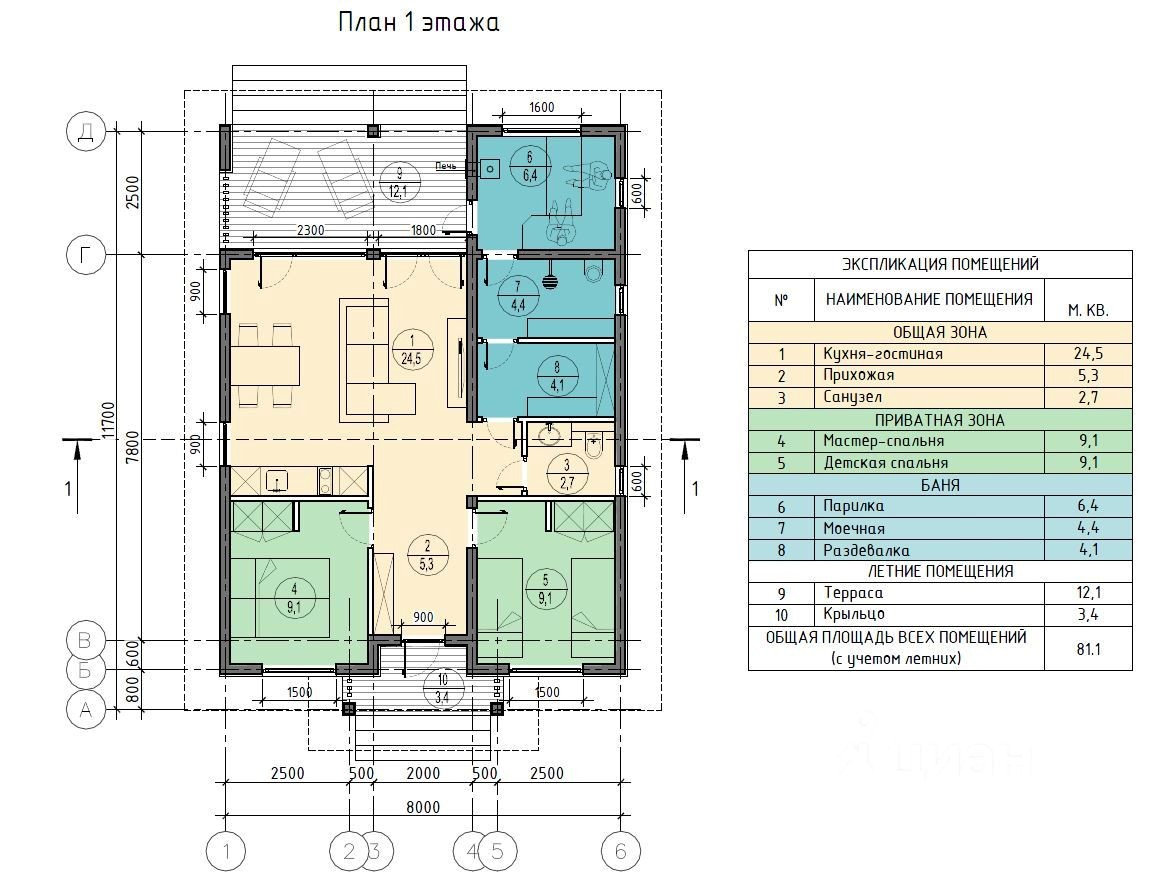 План 1 этажа
1600
Д
2500
Печь
6
6,4
9
12,1
600
2300
1800
Г
900
7
4,4
1
24,5
8
4,1
11700
7800
900
3
2,7
600
1
1
2
5,3
4
9,1
5
9,1
900
В
600
Б
800
А
1500
10
3,4
1500
2500
500
2000
500
2500
8000
1
2
3
4
5
6
ЭКСПЛИКАЦИЯ ПОМЕЩЕНИЙ
№ НАИМЕНОВАНИЕ ПОМЕЩЕНИЯ М. КВ.
ОБЩАЯ ЗОНА
1 Кухня-гостиная 24,5
2 Прихожая 5,3
3 Санузел 2,7
ПРИВАТНАЯ ЗОНА
4 Мастер-спальня 9,1
5 Детская спальня 9,1
БАНЯ
6 Парилка 6,4
7 Моечная 4,4
8 Раздевалка 4,1
ЛЕТНИЕ ПОМЕЩЕНИЯ
9 Терраса 12,1
10 Крыльцо 3,4
ОБЩАЯ ПЛОЩАДЬ ВСЕХ ПОМЕЩЕНИЙ 81.1
(с учетом летних)
циан